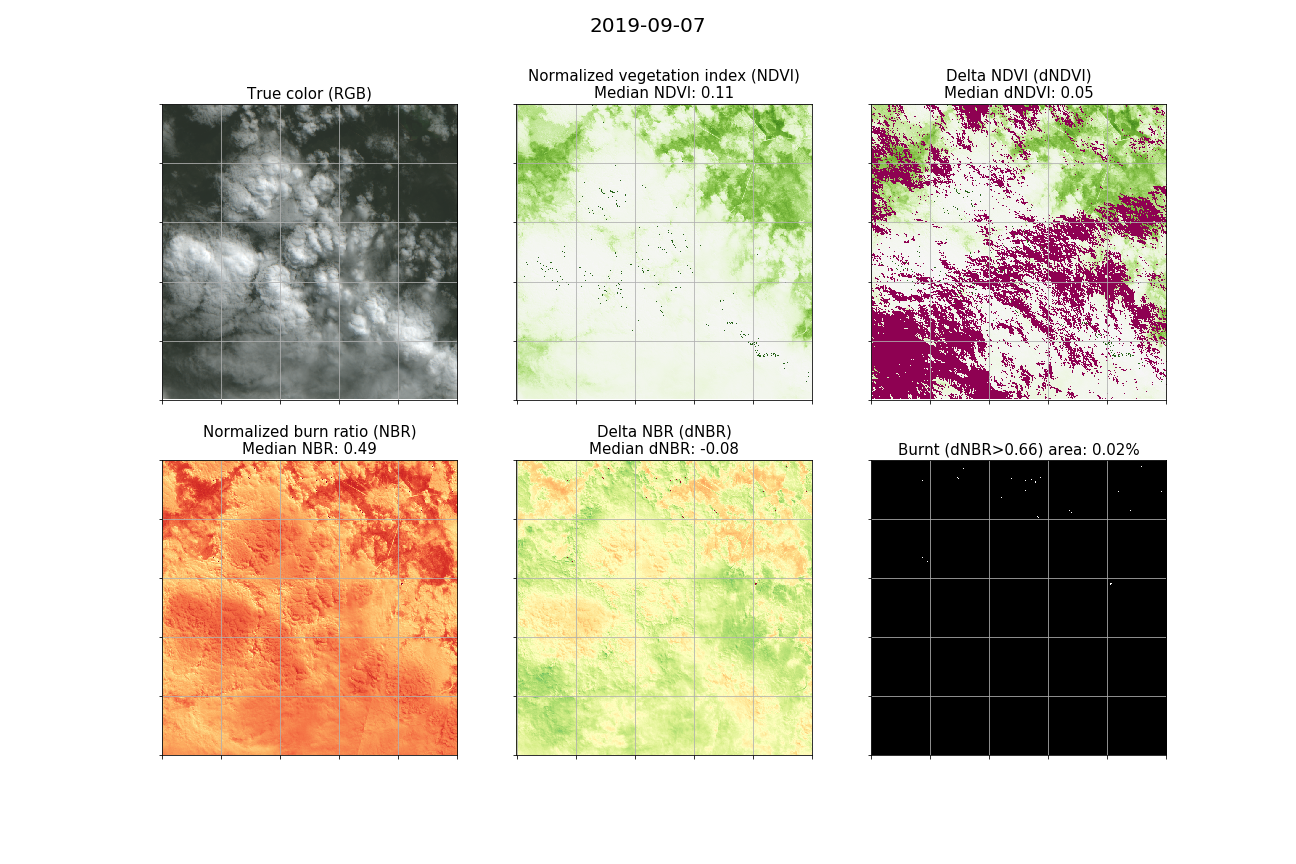 2019-09-07
True color (RGB)
Normalized vegetation index (NDVI)
Median NDVI: 0.11
Delta NDVI (dNDVI)
Median dNDVI: 0.05
Normalized burn ratio (NBR)
Median NBR: 0.49
Delta NBR (dNBR)
Median dNBR: -0.08
Burnt (dNBR>0.66) area: 0.02%